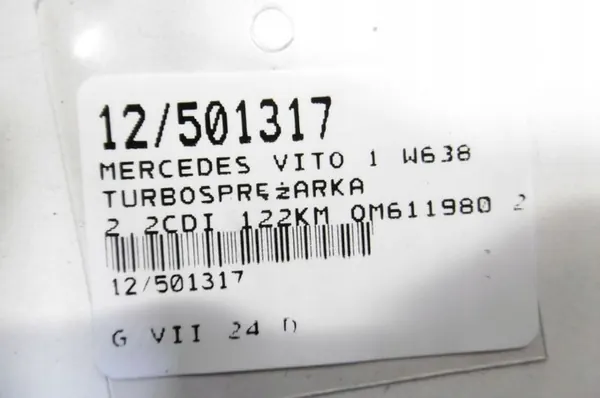 12/501317
MERCEDES VITO 1 W638
TURBOSPRĘŻARKA
2.2CDI 122KM OM611980 2
12/501317
G VII 24 D